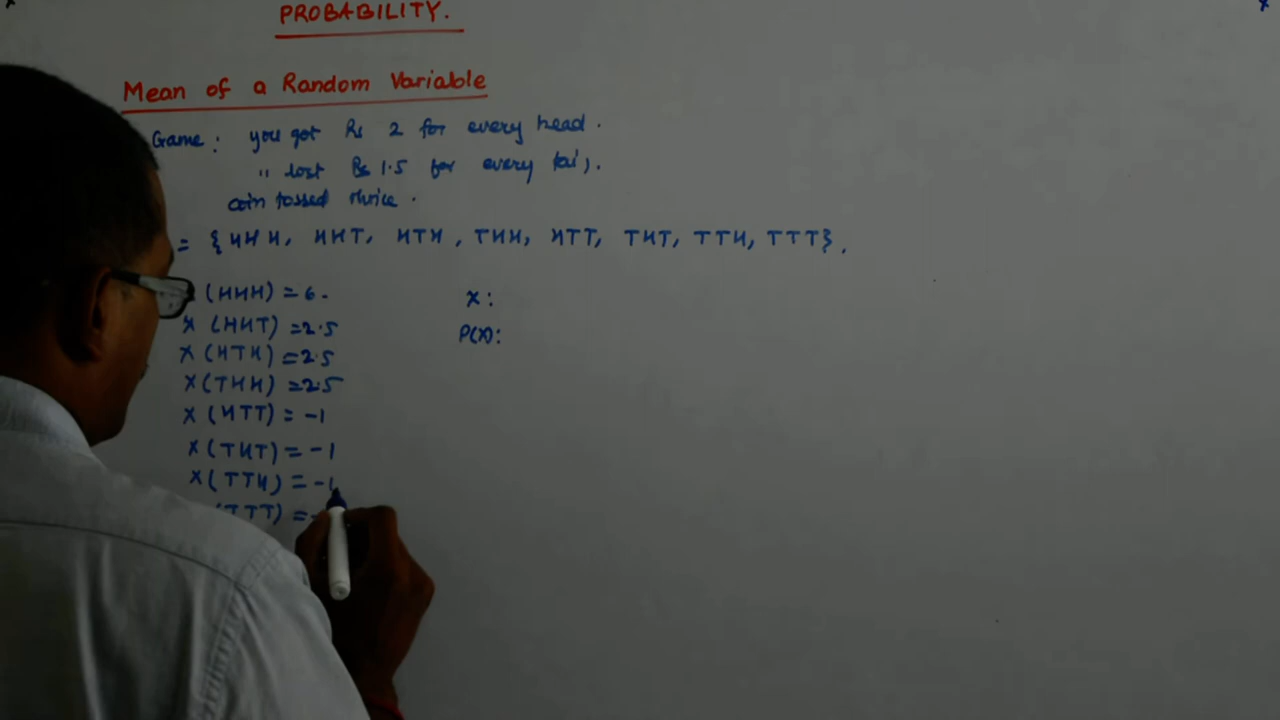 PROBABILITY.
Mean of a Random Variable
Game : you got Rs 2 for every head .
" lost Rs 1.5 for every tail.
coin tossed thrice .
= {HHH, HHT, HTH, THH, HTT, THT, TTH, TTT}.
(HHH) = 6.
X (HHT) = 2.5
X (HTH) = 2.5
X (THH) = 2.5
X (HTT) = -1
X (THT) = -1
X (TTH) = -1
(TTT) = -
X :
P(X):